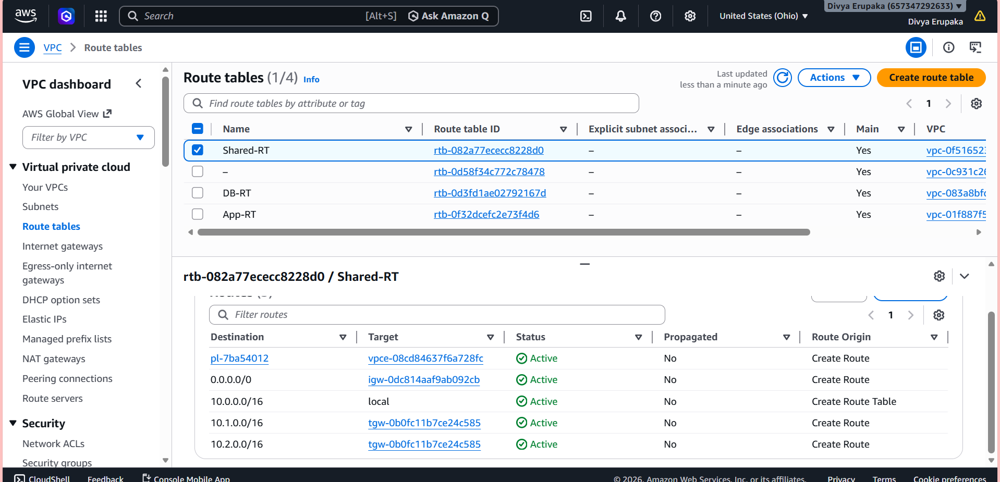 aws
Search [Alt+S] Ask Amazon Q
United States (Ohio) ▼
Divya Erupaka (657347292633) ▼
Divya Erupaka
VPC > Route tables
VPC dashboard
AWS Global View
Filter by VPC
Virtual private cloud
Your VPCs
Subnets
Route tables
Internet gateways
Egress-only internet
gateways
DHCP option sets
Elastic IPs
Managed prefix lists
NAT gateways
Peering connections
Route servers
Security
Network ACLs
Security groups
Route tables (1/4) Info
Last updated
less than a minute ago
Actions
Create route table
Find route tables by attribute or tag
1
Name Route table ID Explicit subnet associ... Edge associations Main VPC
Shared-RT rtb-082a77ececc8228d0 – – Yes vpc-0f516523
– rtb-0d58f34c772c78478 – – Yes vpc-0c931c26
DB-RT rtb-0d3fd1ae02792167d – – Yes vpc-083a8bfc
App-RT rtb-0f32dcefc2e73f4d6 – – Yes vpc-01f887f5
rtb-082a77ececc8228d0 / Shared-RT
Filter routes
1
Destination Target Status Propagated Route Origin
pl-7ba54012 vpce-08cd84637f6a728fc Active No Create Route
0.0.0.0/0 igw-0dc814aaf9ab092cb Active No Create Route
10.0.0.0/16 local Active No Create Route Table
10.1.0.0/16 tgw-0b0fc11b7ce24c585 Active No Create Route
10.2.0.0/16 tgw-0b0fc11b7ce24c585 Active No Create Route
CloudShell Feedback Console Mobile App © 2026, Amazon Web Services, Inc. or its affiliates. Privacy Terms Cookie preferences